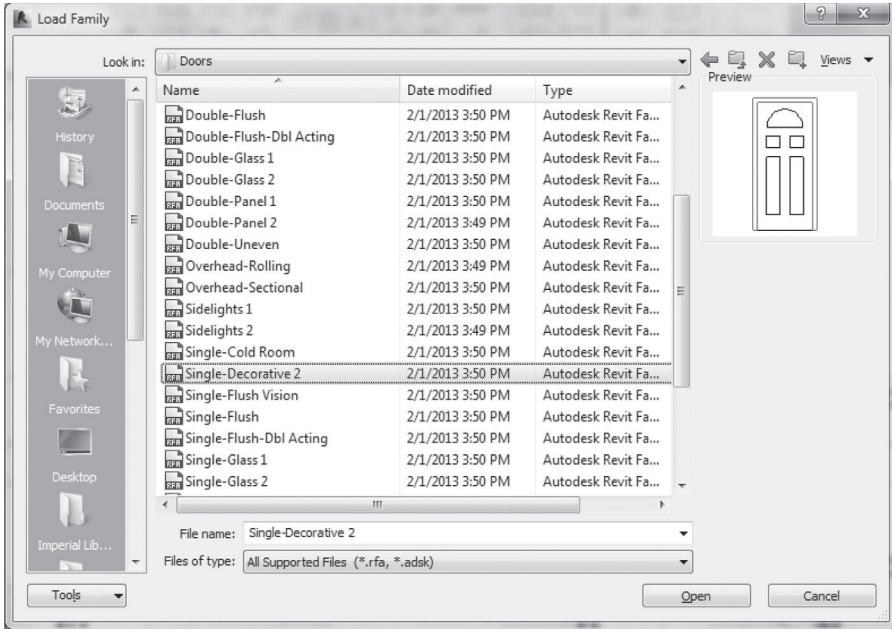 Load Family
Look in: Doors Views
Preview
History
Documents
My Computer
My Network...
Favorites
Desktop
Imperial Lib...
Name Date modified Type
Double-Flush 2/1/2013 3:50 PM Autodesk Revit Fa...
Double-Flush-Dbl Acting 2/1/2013 3:50 PM Autodesk Revit Fa...
Double-Glass 1 2/1/2013 3:50 PM Autodesk Revit Fa...
Double-Glass 2 2/1/2013 3:50 PM Autodesk Revit Fa...
Double-Panel 1 2/1/2013 3:50 PM Autodesk Revit Fa...
Double-Panel 2 2/1/2013 3:49 PM Autodesk Revit Fa...
Double-Uneven 2/1/2013 3:50 PM Autodesk Revit Fa...
Overhead-Rolling 2/1/2013 3:49 PM Autodesk Revit Fa...
Overhead-Sectional 2/1/2013 3:50 PM Autodesk Revit Fa...
Sidelights 1 2/1/2013 3:50 PM Autodesk Revit Fa...
Sidelights 2 2/1/2013 3:49 PM Autodesk Revit Fa...
Single-Cold Room 2/1/2013 3:50 PM Autodesk Revit Fa...
Single-Decorative 2 2/1/2013 3:50 PM Autodesk Revit Fa...
Single-Flush Vision 2/1/2013 3:50 PM Autodesk Revit Fa...
Single-Flush 2/1/2013 3:50 PM Autodesk Revit Fa...
Single-Flush-Dbl Acting 2/1/2013 3:50 PM Autodesk Revit Fa...
Single-Glass 1 2/1/2013 3:50 PM Autodesk Revit Fa...
Single-Glass 2 2/1/2013 3:50 PM Autodesk Revit Fa...
File name: Single-Decorative 2
Files of type: All Supported Files (*.rfa, *.adsk)
Tools Open Cancel